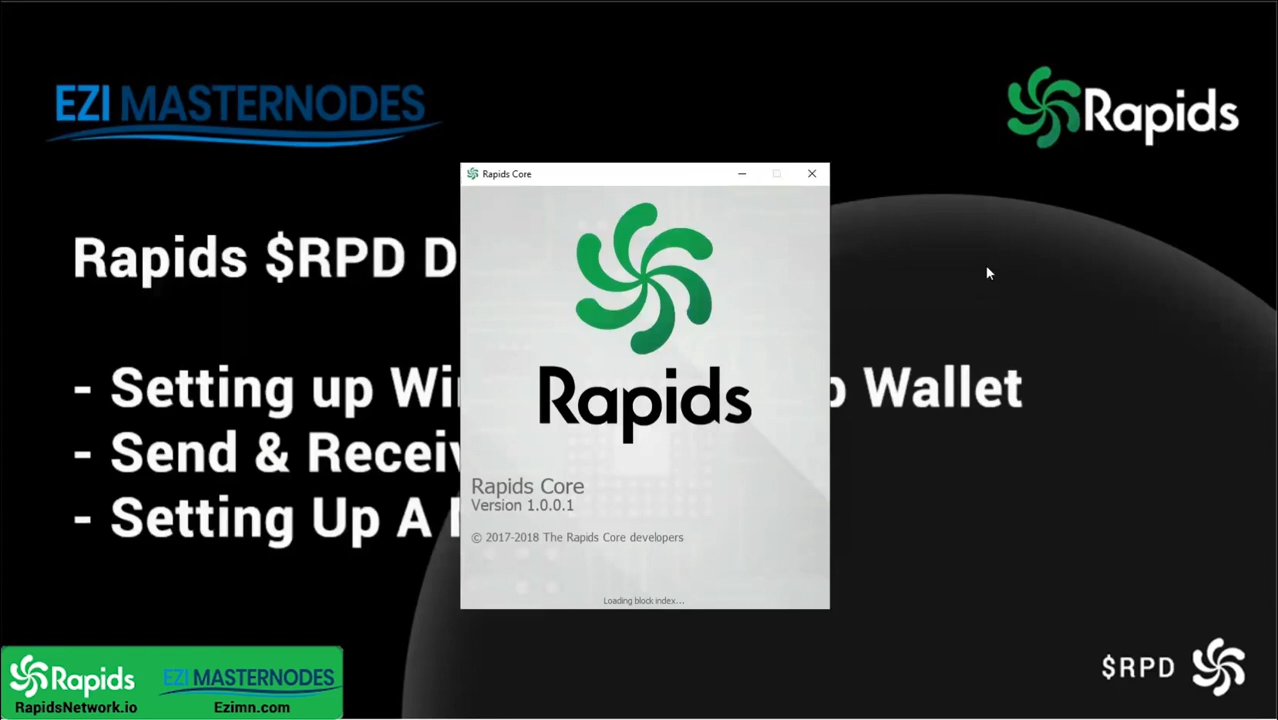 EZI MASTERNODES
Rapids
Rapids Core
Rapids $RPD D
Rapids
- Setting up Wi
p Wallet
- Send & Recei
- Setting Up A
Rapids Core
Version 1.0.0.1
© 2017-2018 The Rapids Core developers
Loading block index...
Rapids
EZI MASTERNODES
RapidsNetwork.io
Ezimn.com
$RPD